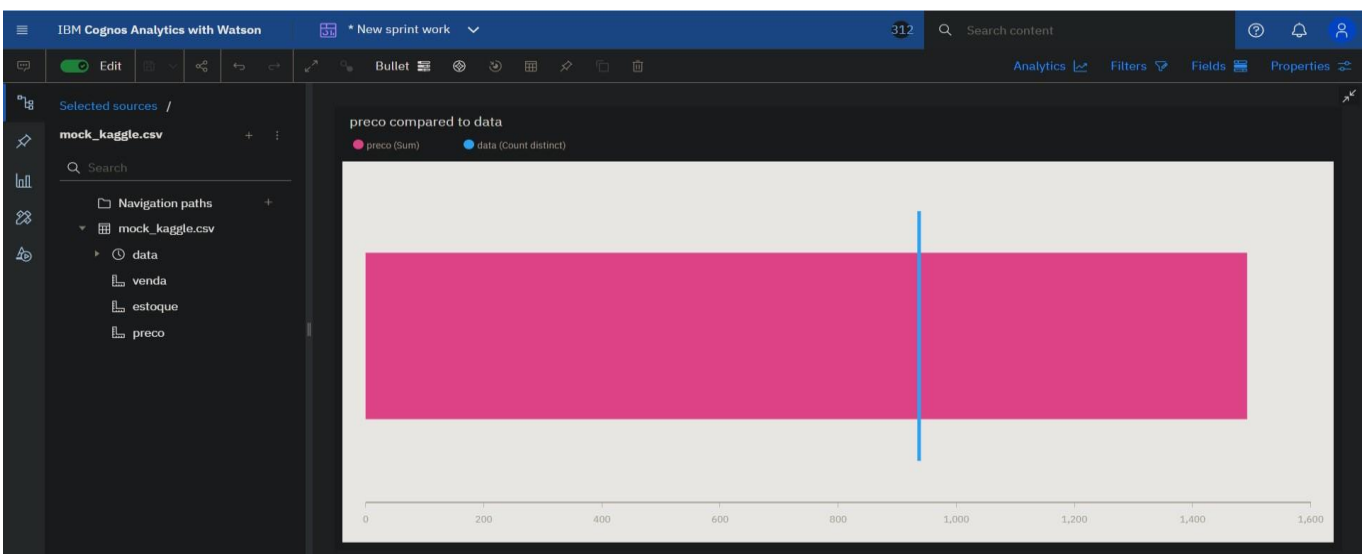 IBM Cognos Analytics with Watson
* New sprint work
312
Search content
Edit
Bullet
Analytics
Filters
Fields
Properties
Selected sources /
mock_kaggle.csv
Search
Navigation paths
mock_kaggle.csv
data
venda
estoque
preco
preco compared to data
preco (Sum) data (Count distinct)
0 200 400 600 800 1,000 1,200 1,400 1,600